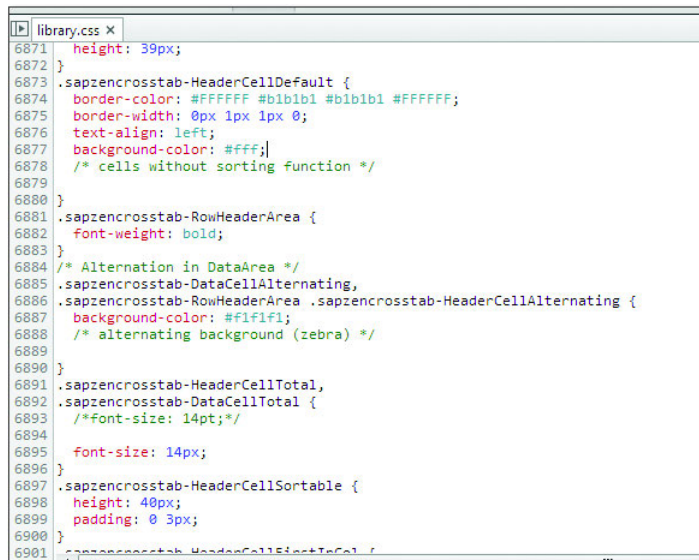 library.css ×
6871 height: 39px;
6872 }
6873 .sapzencrosstab-HeaderCellDefault {
6874 border-color: #FFFFFF #b1b1b1 #b1b1b1 #FFFFFF;
6875 border-width: 0px 1px 1px 0;
6876 text-align: left;
6877 background-color: #fff;
6878 /* cells without sorting function */
6879
6880 }
6881 .sapzencrosstab-RowHeaderArea {
6882 font-weight: bold;
6883 }
6884 /* Alternation in DataArea */
6885 .sapzencrosstab-DataCellAlternating,
6886 .sapzencrosstab-RowHeaderArea .sapzencrosstab-HeaderCellAlternating {
6887 background-color: #f1f1f1;
6888 /* alternating background (zebra) */
6889
6890 }
6891 .sapzencrosstab-HeaderCellTotal,
6892 .sapzencrosstab-DataCellTotal {
6893 /*font-size: 14pt;*/
6894
6895 font-size: 14px;
6896 }
6897 .sapzencrosstab-HeaderCellSortable {
6898 height: 40px;
6899 padding: 0 3px;
6900 }
6901 .sapzencrosstab-HeaderCellFirstInCol {